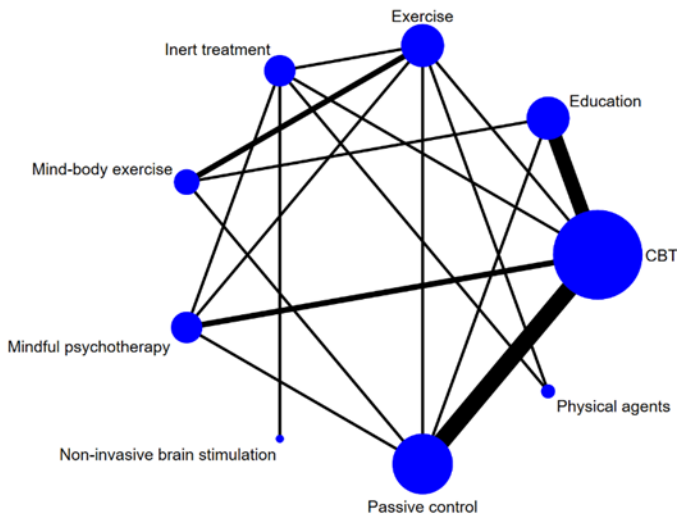 Exercise
Inert treatment
Education
Mind-body exercise
CBT
Mindful psychotherapy
Physical agents
Non-invasive brain stimulation
Passive control